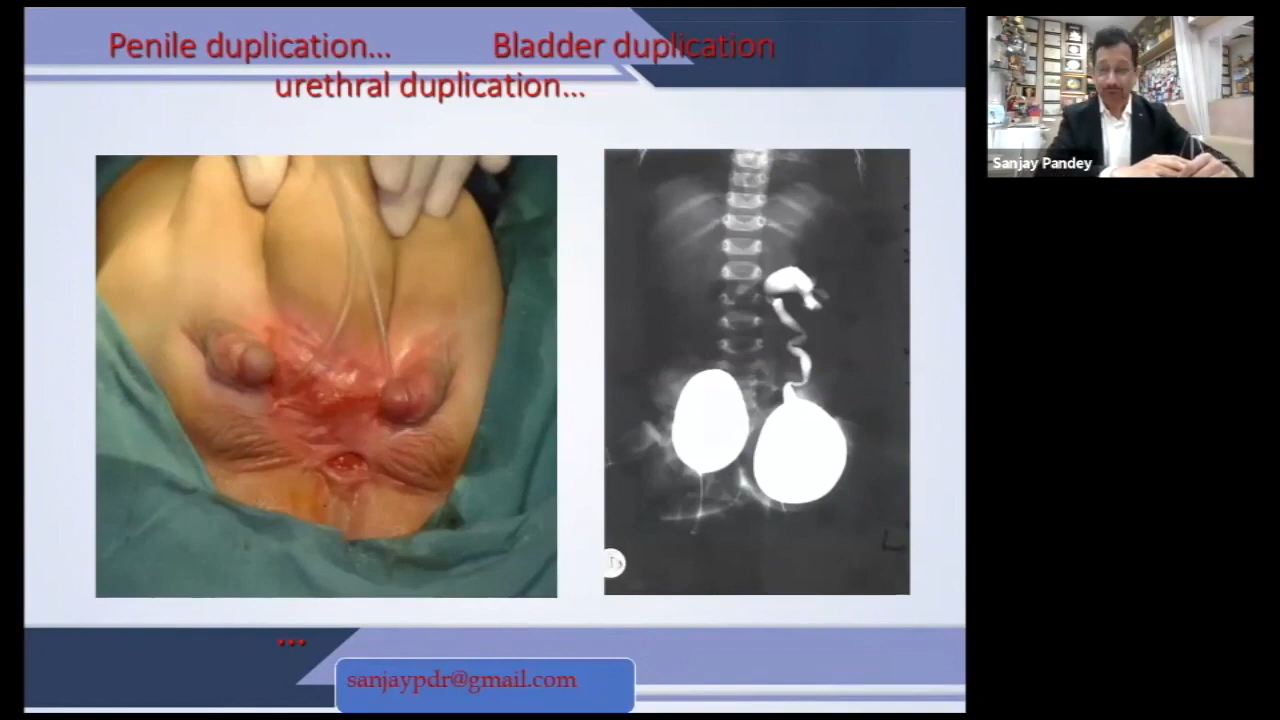 Penile duplication... Bladder duplication
urethral duplication...
Sanjay Pandey
...
sanjaypdr@gmail.com
L